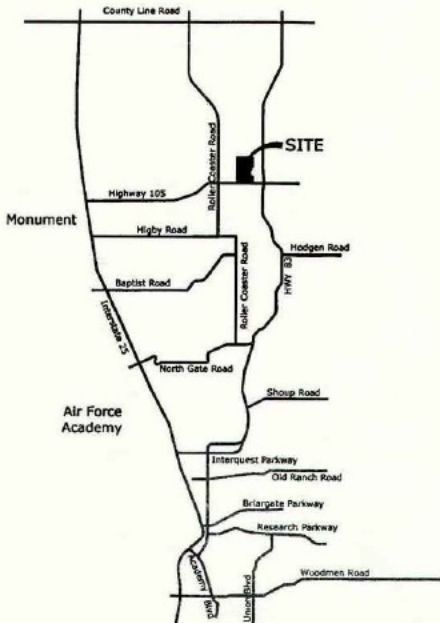 County Line Road
Roller Coaster Road
SITE
Highway 105
Monument
Higby Road
Hodgen Road
Roller Coaster Road
HWY 83
Baptist Road
Interstate 25
North Gate Road
Shoup Road
Air Force
Academy
Interquest Parkway
Old Ranch Road
Briargate Parkway
Research Parkway
Woodmen Road
Academy Blvd
Union Blvd